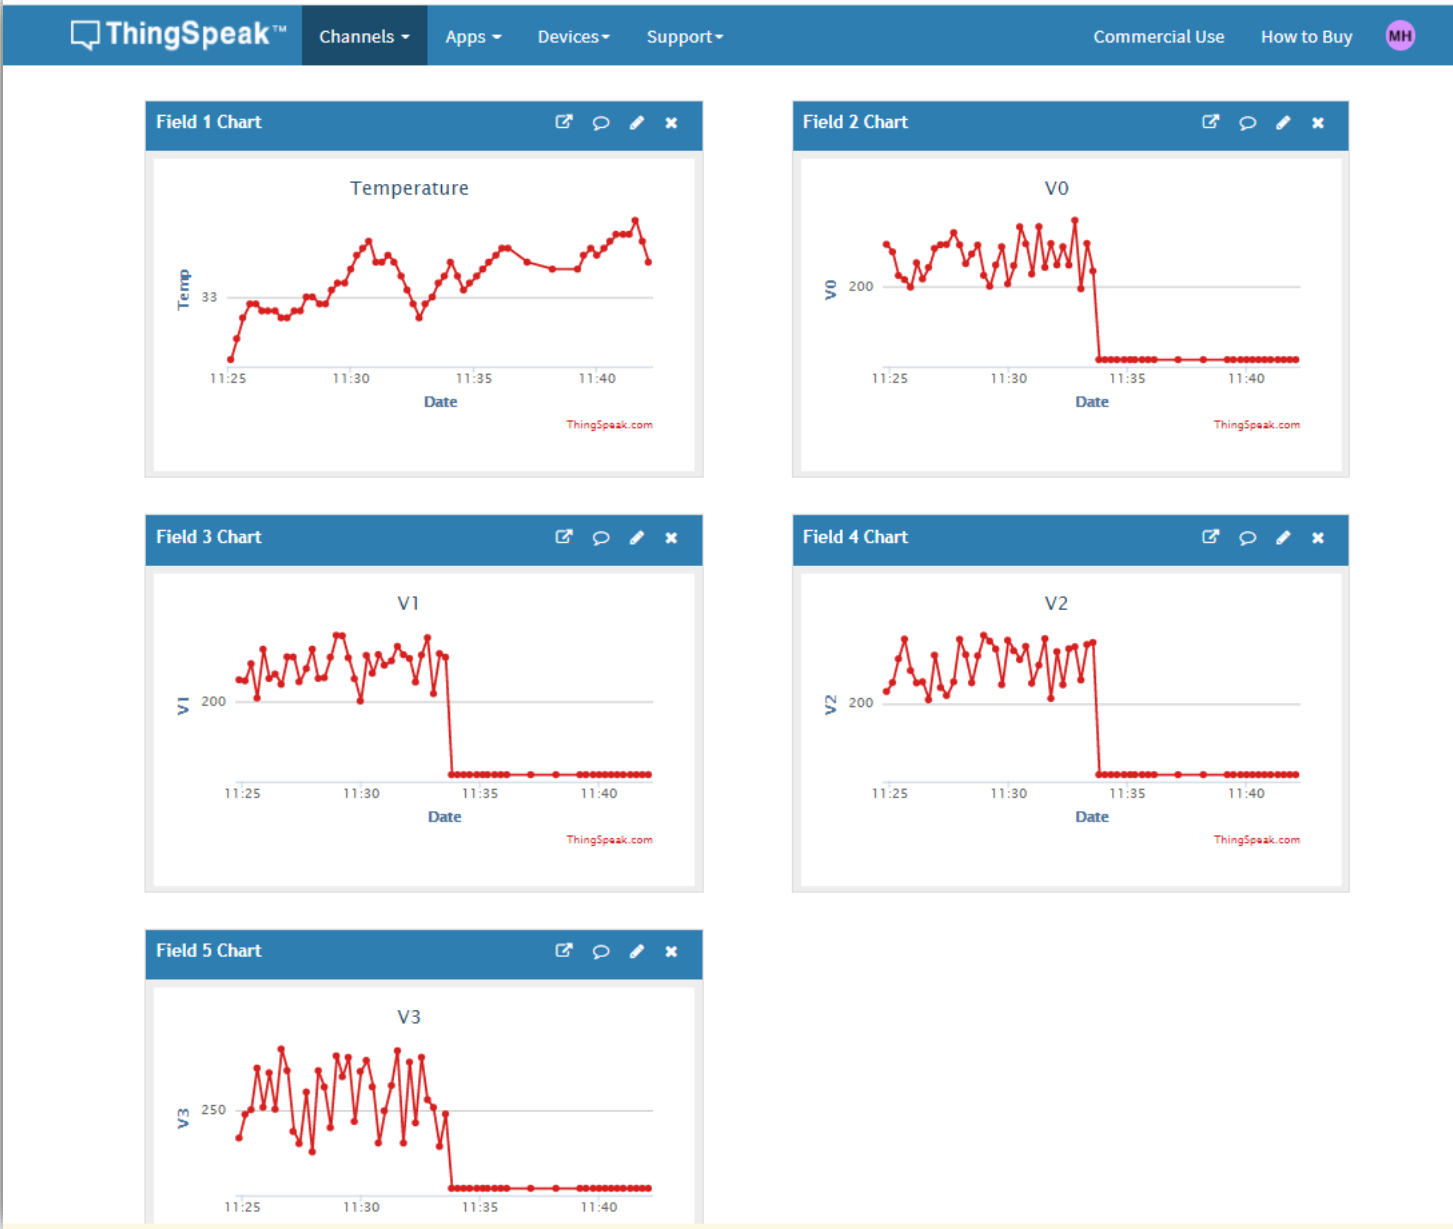 ThingSpeak™ Channels Apps Devices Support Commercial Use How to Buy MH
Field 1 Chart
Temperature
Temp
33
11:25 11:30 11:35 11:40
Date
ThingSpeak.com
Field 2 Chart
V0
V0
200
11:25 11:30 11:35 11:40
Date
ThingSpeak.com
Field 3 Chart
V1
V1
200
11:25 11:30 11:35 11:40
Date
ThingSpeak.com
Field 4 Chart
V2
V2
200
11:25 11:30 11:35 11:40
Date
ThingSpeak.com
Field 5 Chart
V3
V3
250
11:25 11:30 11:35 11:40